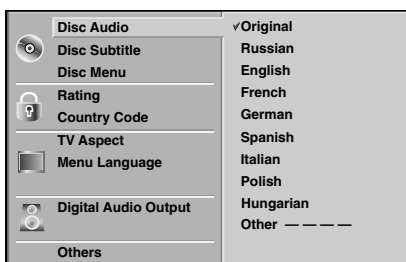 Disc Audio
Disc Subtitle
Disc Menu
Rating
Country Code
TV Aspect
Menu Language
Digital Audio Output
Others
✓Original
Russian
English
French
German
Spanish
Italian
Polish
Hungarian
Other — — — —